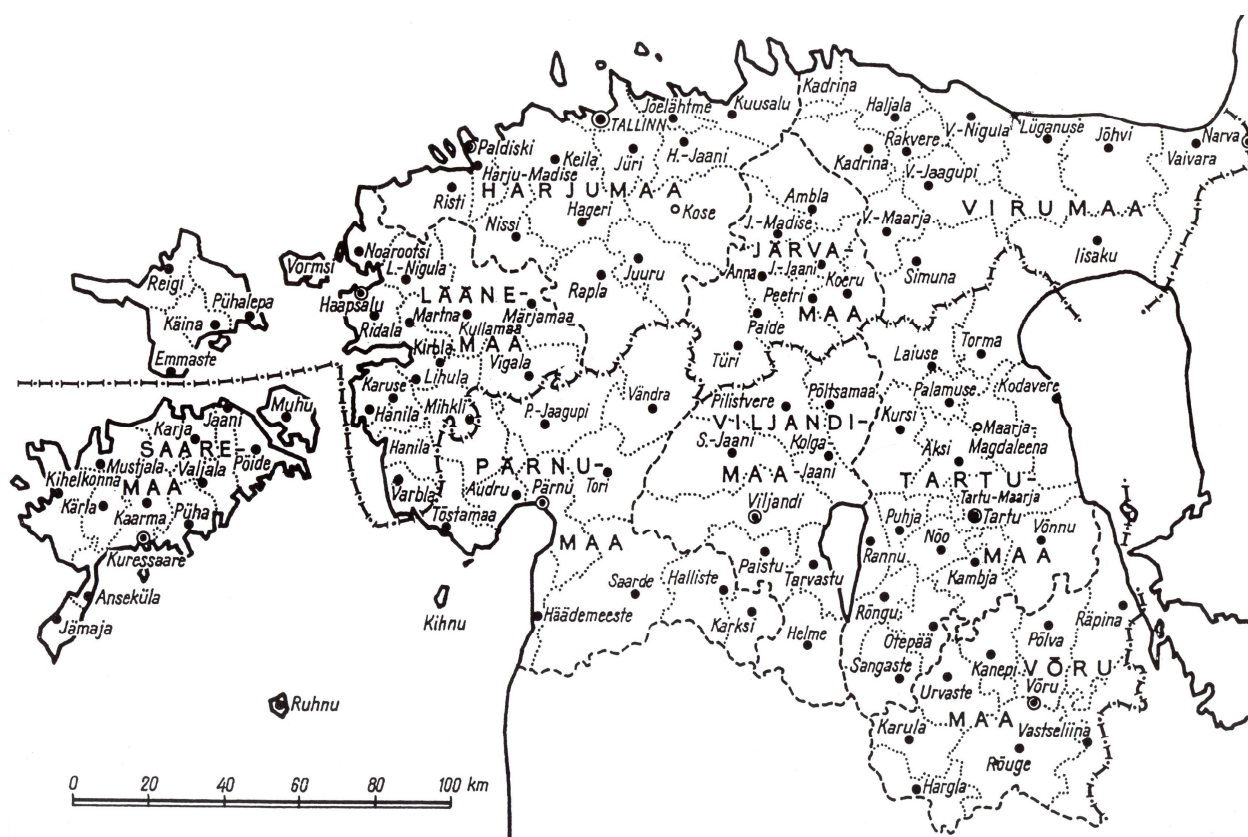 Kadrina
Joelähtme
Kuusalu
Haljala
TALLINN
V.-Nigula
Lüganuse
Jõhvi
Narva
Vaivara
Paldiski
Harju-Madise
Keila
Jüri
H.-Jaani
Kadrina
Rakvere
V.-Jaagupi
HARJUMAA
Risti
Hageri
Kose
Nissi
Ambla
J.-Madise
V.-Maarja
VIRUMAA
Iisaku
Simuna
Noarootsi
L.-Nigula
Vormsi
Haapsalu
Juuru
Rapla
JÄRVA-
MAA
Anna
J.-Jaani
Koeru
Peetri
Paide
Türi
Reigi
Pühalepa
Käina
Emmaste
LÄÄNE-
MAA
Ridala
Martna
Kullamaa
Märjamaa
Kirbla
Vigala
Lihula
Karuse
Hanila
Mihkli
Hanila
Varbla
P.-Jaagupi
Vändra
PÄRNU-
MAA
Audru
Pärnu
Tori
Tõstamaa
Saarde
Häädemeeste
Kihnu
Pilistvere
Põltsamaa
VILJANDI-
MAA
S.-Jaani
Kolga-
Jaani
Viljandi
Paistu
Tarvastu
Halliste
Karksi
Helme
Torma
Laiuse
Kodavere
Palamuse
Kursi
Maarja-
Magdaleena
Äksi
TARTU-
MAA
Tartu-Maarja
Tartu
Puhja
Nõo
Võnnu
Rannu
Kambja
Rõngu
Otepää
Sangaste
Põlva
Räpina
Kanepi
VÕRU
MAA
Urvaste
Võru
Karula
Vastseliina
Rõuge
Hargla
Muhu
Jaani
Karja
SAARE-
MAA
Mustjala
Valjala
Pöide
Kihelkonna
Kärla
Kaarma
Püha
Kuressaare
Anseküla
Jämaja
Ruhnu
0 20 40 60 80 100 km